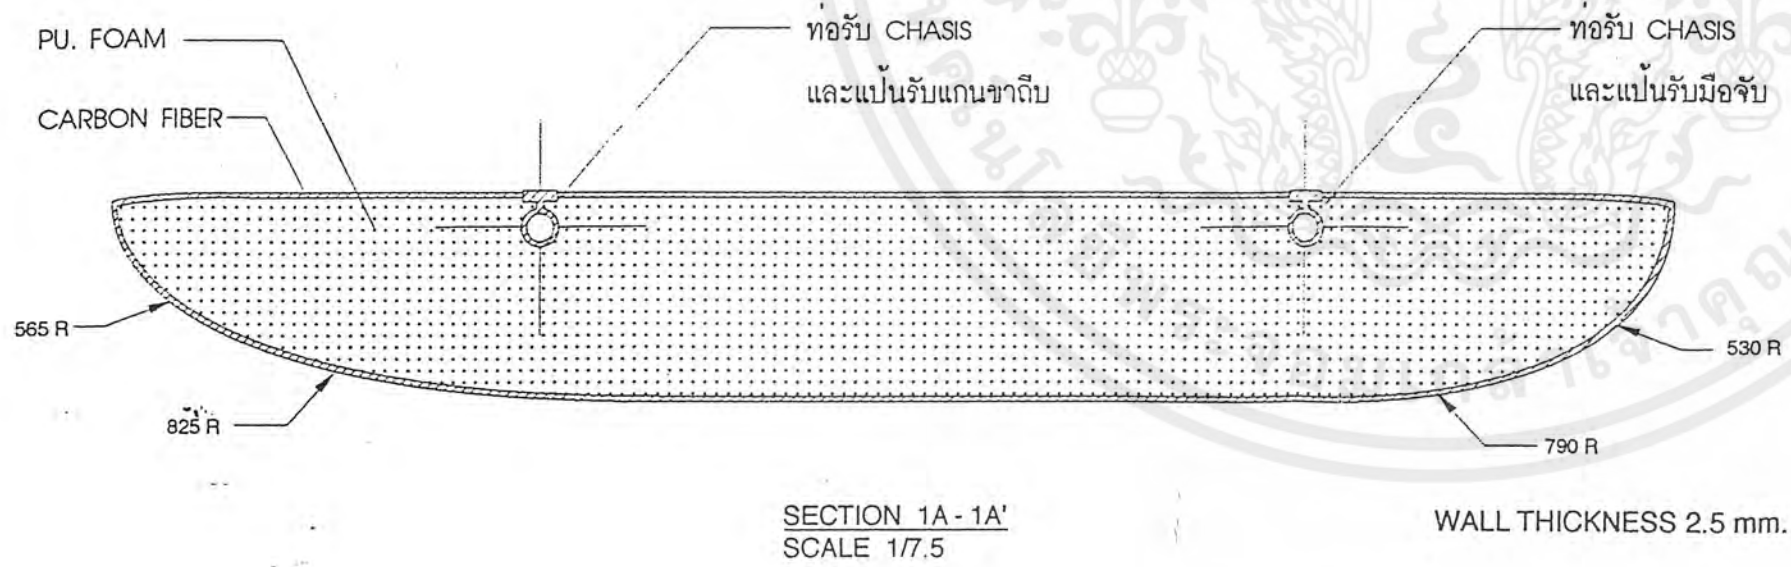 PU. FOAM
CARBON FIBER
ท่อรับ CHASIS
และแป้นรับแกนขาถีบ
ท่อรับ CHASIS
และแป้นรับมือจับ
565 R
825 R
530 R
790 R
SECTION 1A - 1A'
SCALE 1/7.5
WALL THICKNESS 2.5 mm.